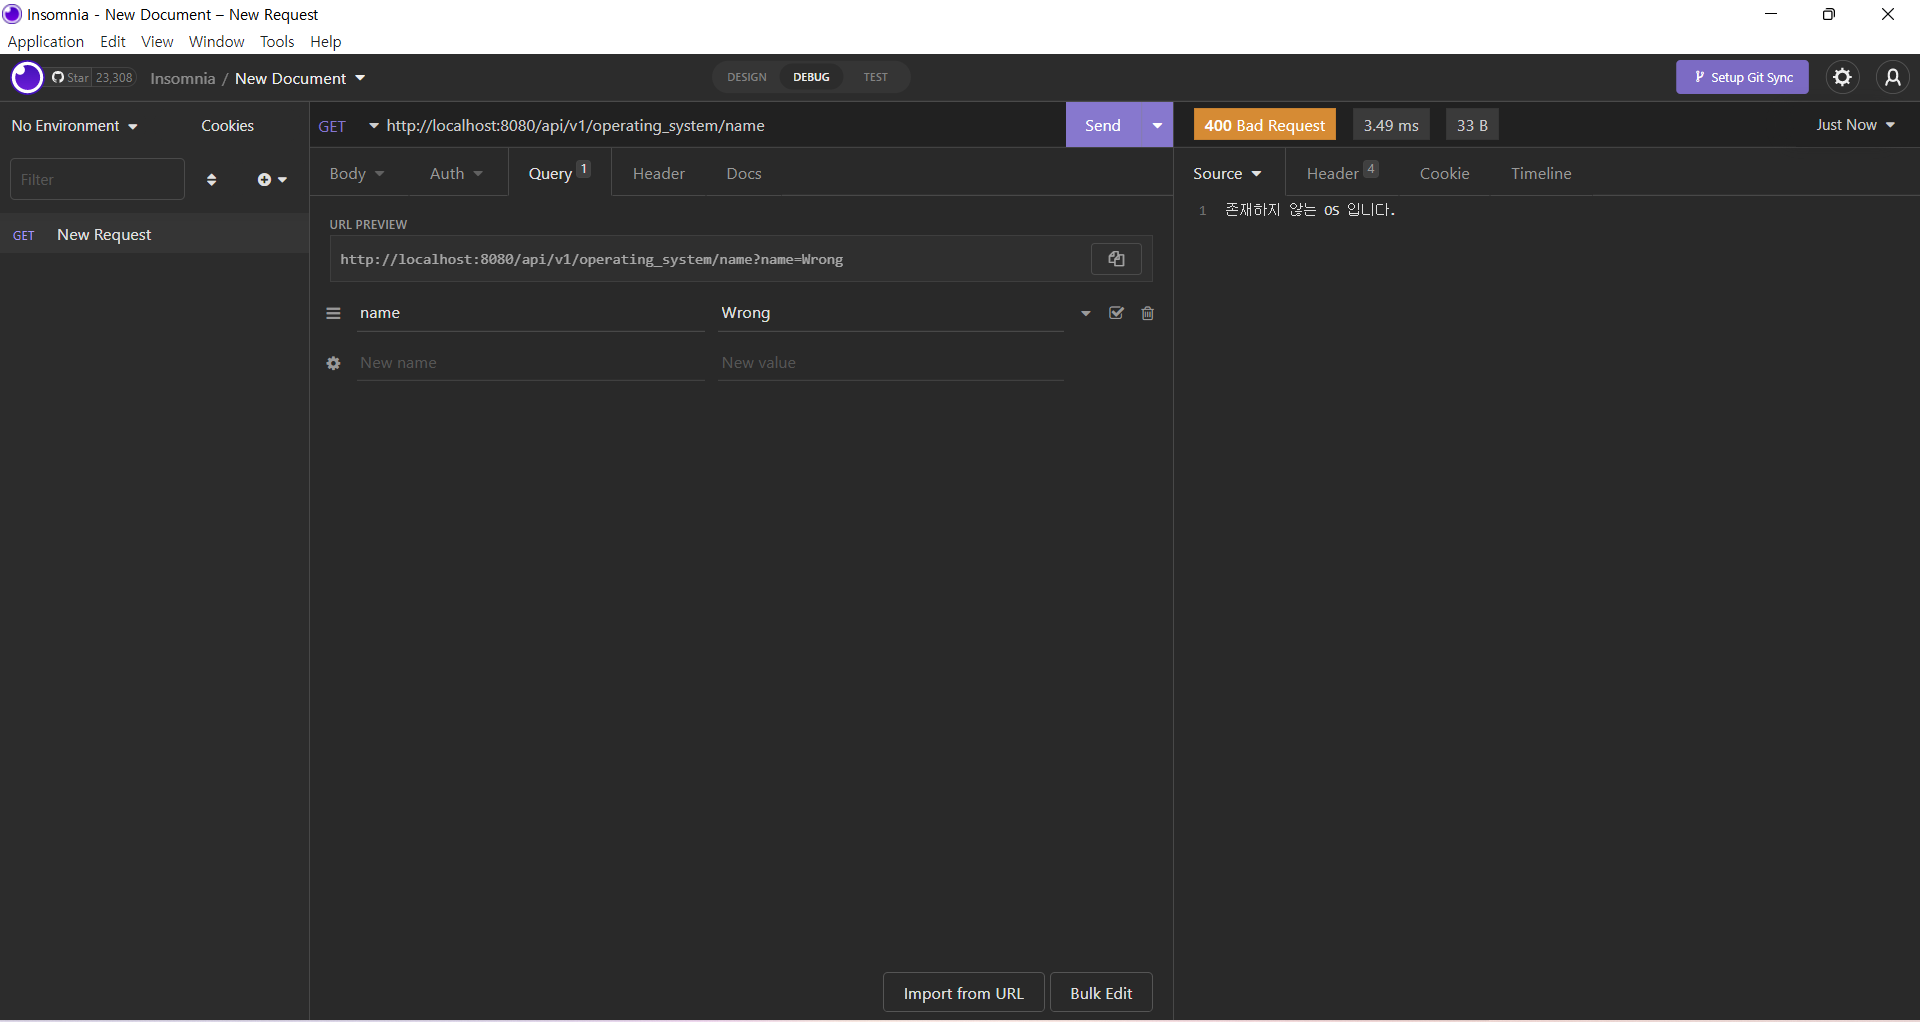 Insomnia - New Document – New Request
Application Edit View Window Tools Help
Star 23,308 Insomnia / New Document DESIGN DEBUG TEST Setup Git Sync
No Environment Cookies
Filter
GET New Request
GET http://localhost:8080/api/v1/operating_system/name Send
Body Auth Query 1 Header Docs
URL PREVIEW
http://localhost:8080/api/v1/operating_system/name?name=Wrong
name Wrong
New name New value
Import from URL Bulk Edit
400 Bad Request 3.49 ms 33 B Just Now
Source Header 4 Cookie Timeline
1 존재하지 않는 OS 입니다.